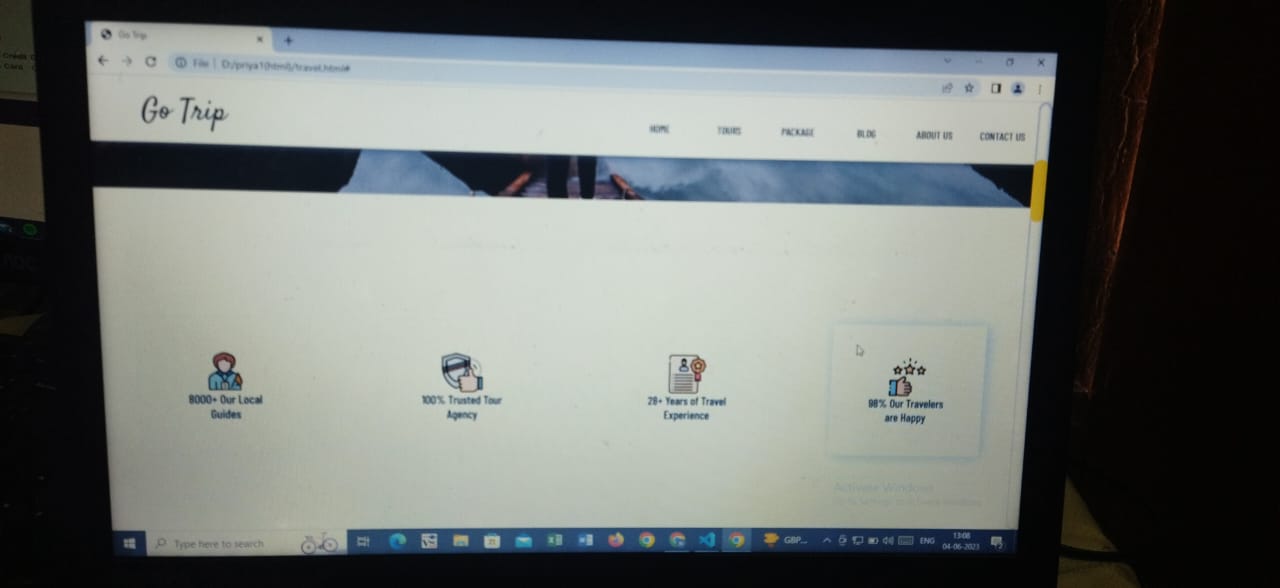 Go Trip
File | D:/priya1(html)/travel.html#
Go Trip
HOME TOURS PACKAGE BLOG ABOUT US CONTACT US
8000+ Our Local
Guides
100% Trusted Tour
Agency
28+ Years of Travel
Experience
98% Our Travelers
are Happy
Activate Windows
Type here to search
GBP...
ENG
13:06
04-06-2023